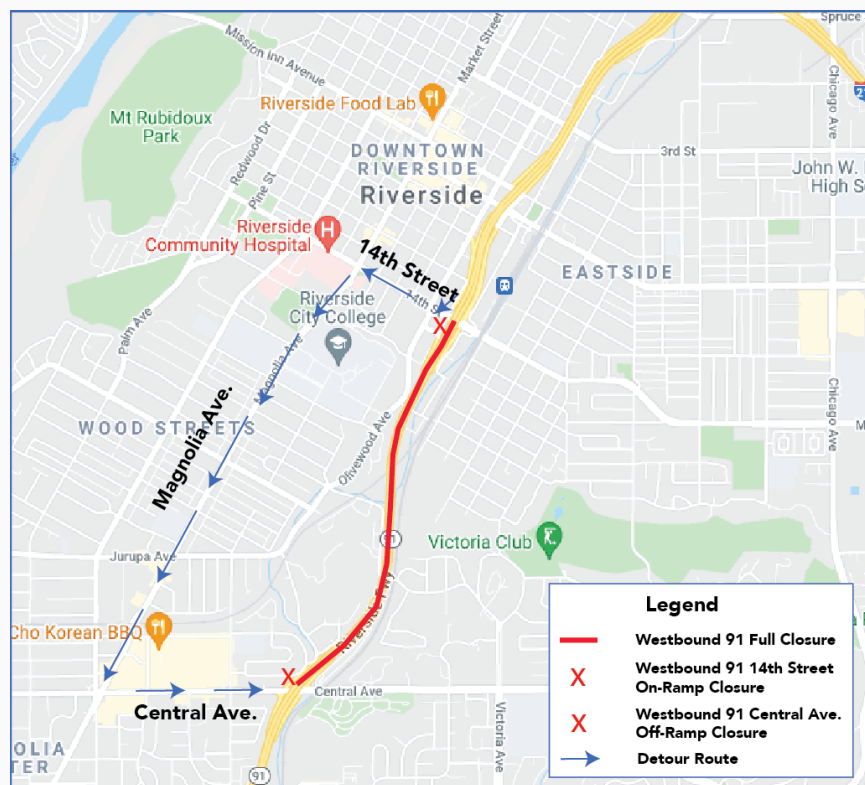 Spruce
Mission Inn Avenue
Market Street
Chicago Ave
Riverside Food Lab
Mt Rubidoux
Park
Redwood Dr
3rd St
DOWNTOWN
RIVERSIDE
Riverside
John W.
High Sc
Pine St
Riverside
Community Hospital
H
14th Street
EASTSIDE
14th S
Riverside
City College
X
Palm Ave
Magnolia Ave
Magnolia Ave.
WOOD STREETS
Olivewood Ave
Chicago Ave
M
91
Victoria Club
Jurupa Ave
Riverside Fwy
Cho Korean BBQ
X
Central Ave
Central Ave.
Victoria Ave
OLIA
TER
91
Legend
Westbound 91 Full Closure
X
Westbound 91 14th Street
On-Ramp Closure
X
Westbound 91 Central Ave.
Off-Ramp Closure
Detour Route